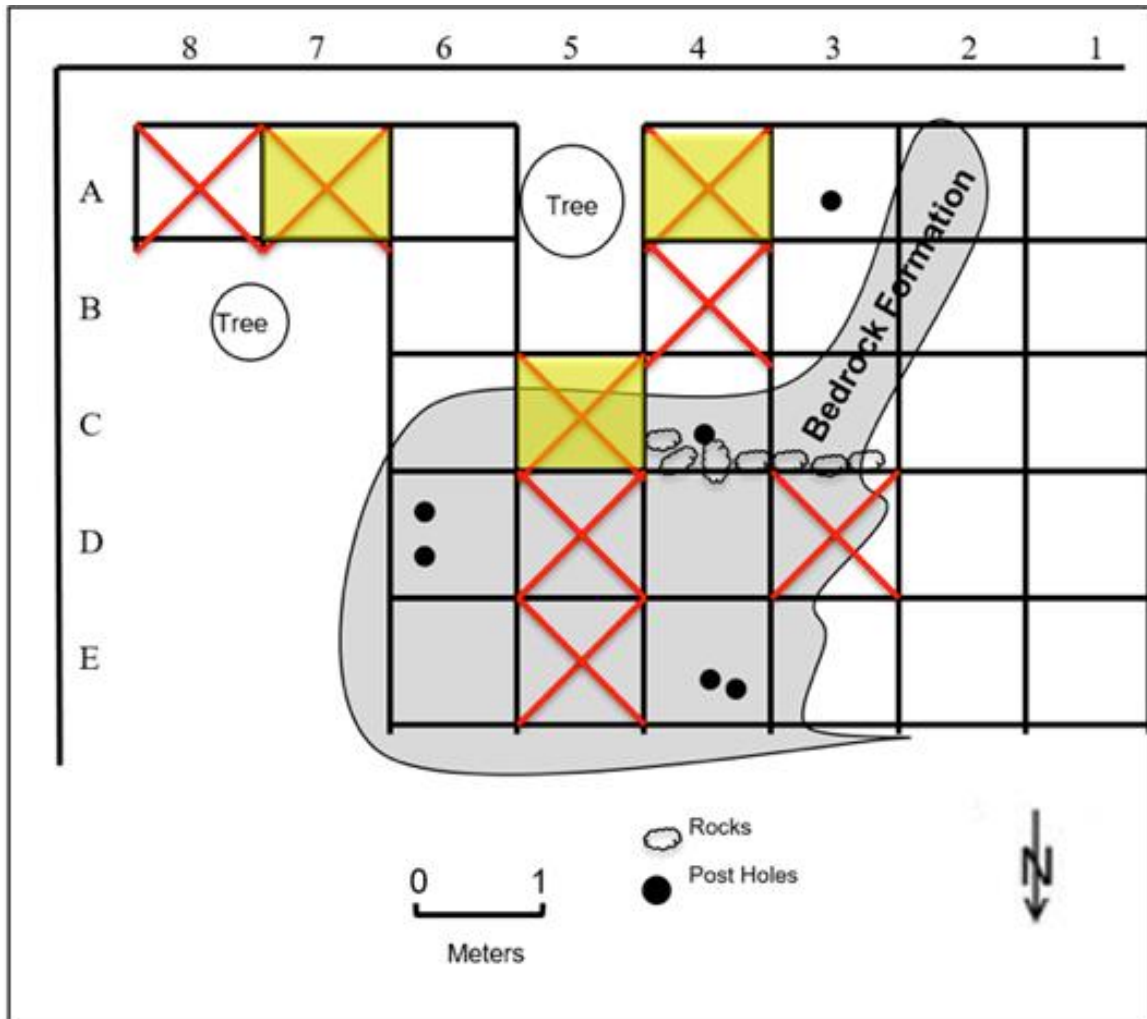 8 7 6 5 4 3 2 1
A
Tree
Bedrock Formation
B
Tree
C
D
E
Rocks
0 1
Post Holes
Meters
N